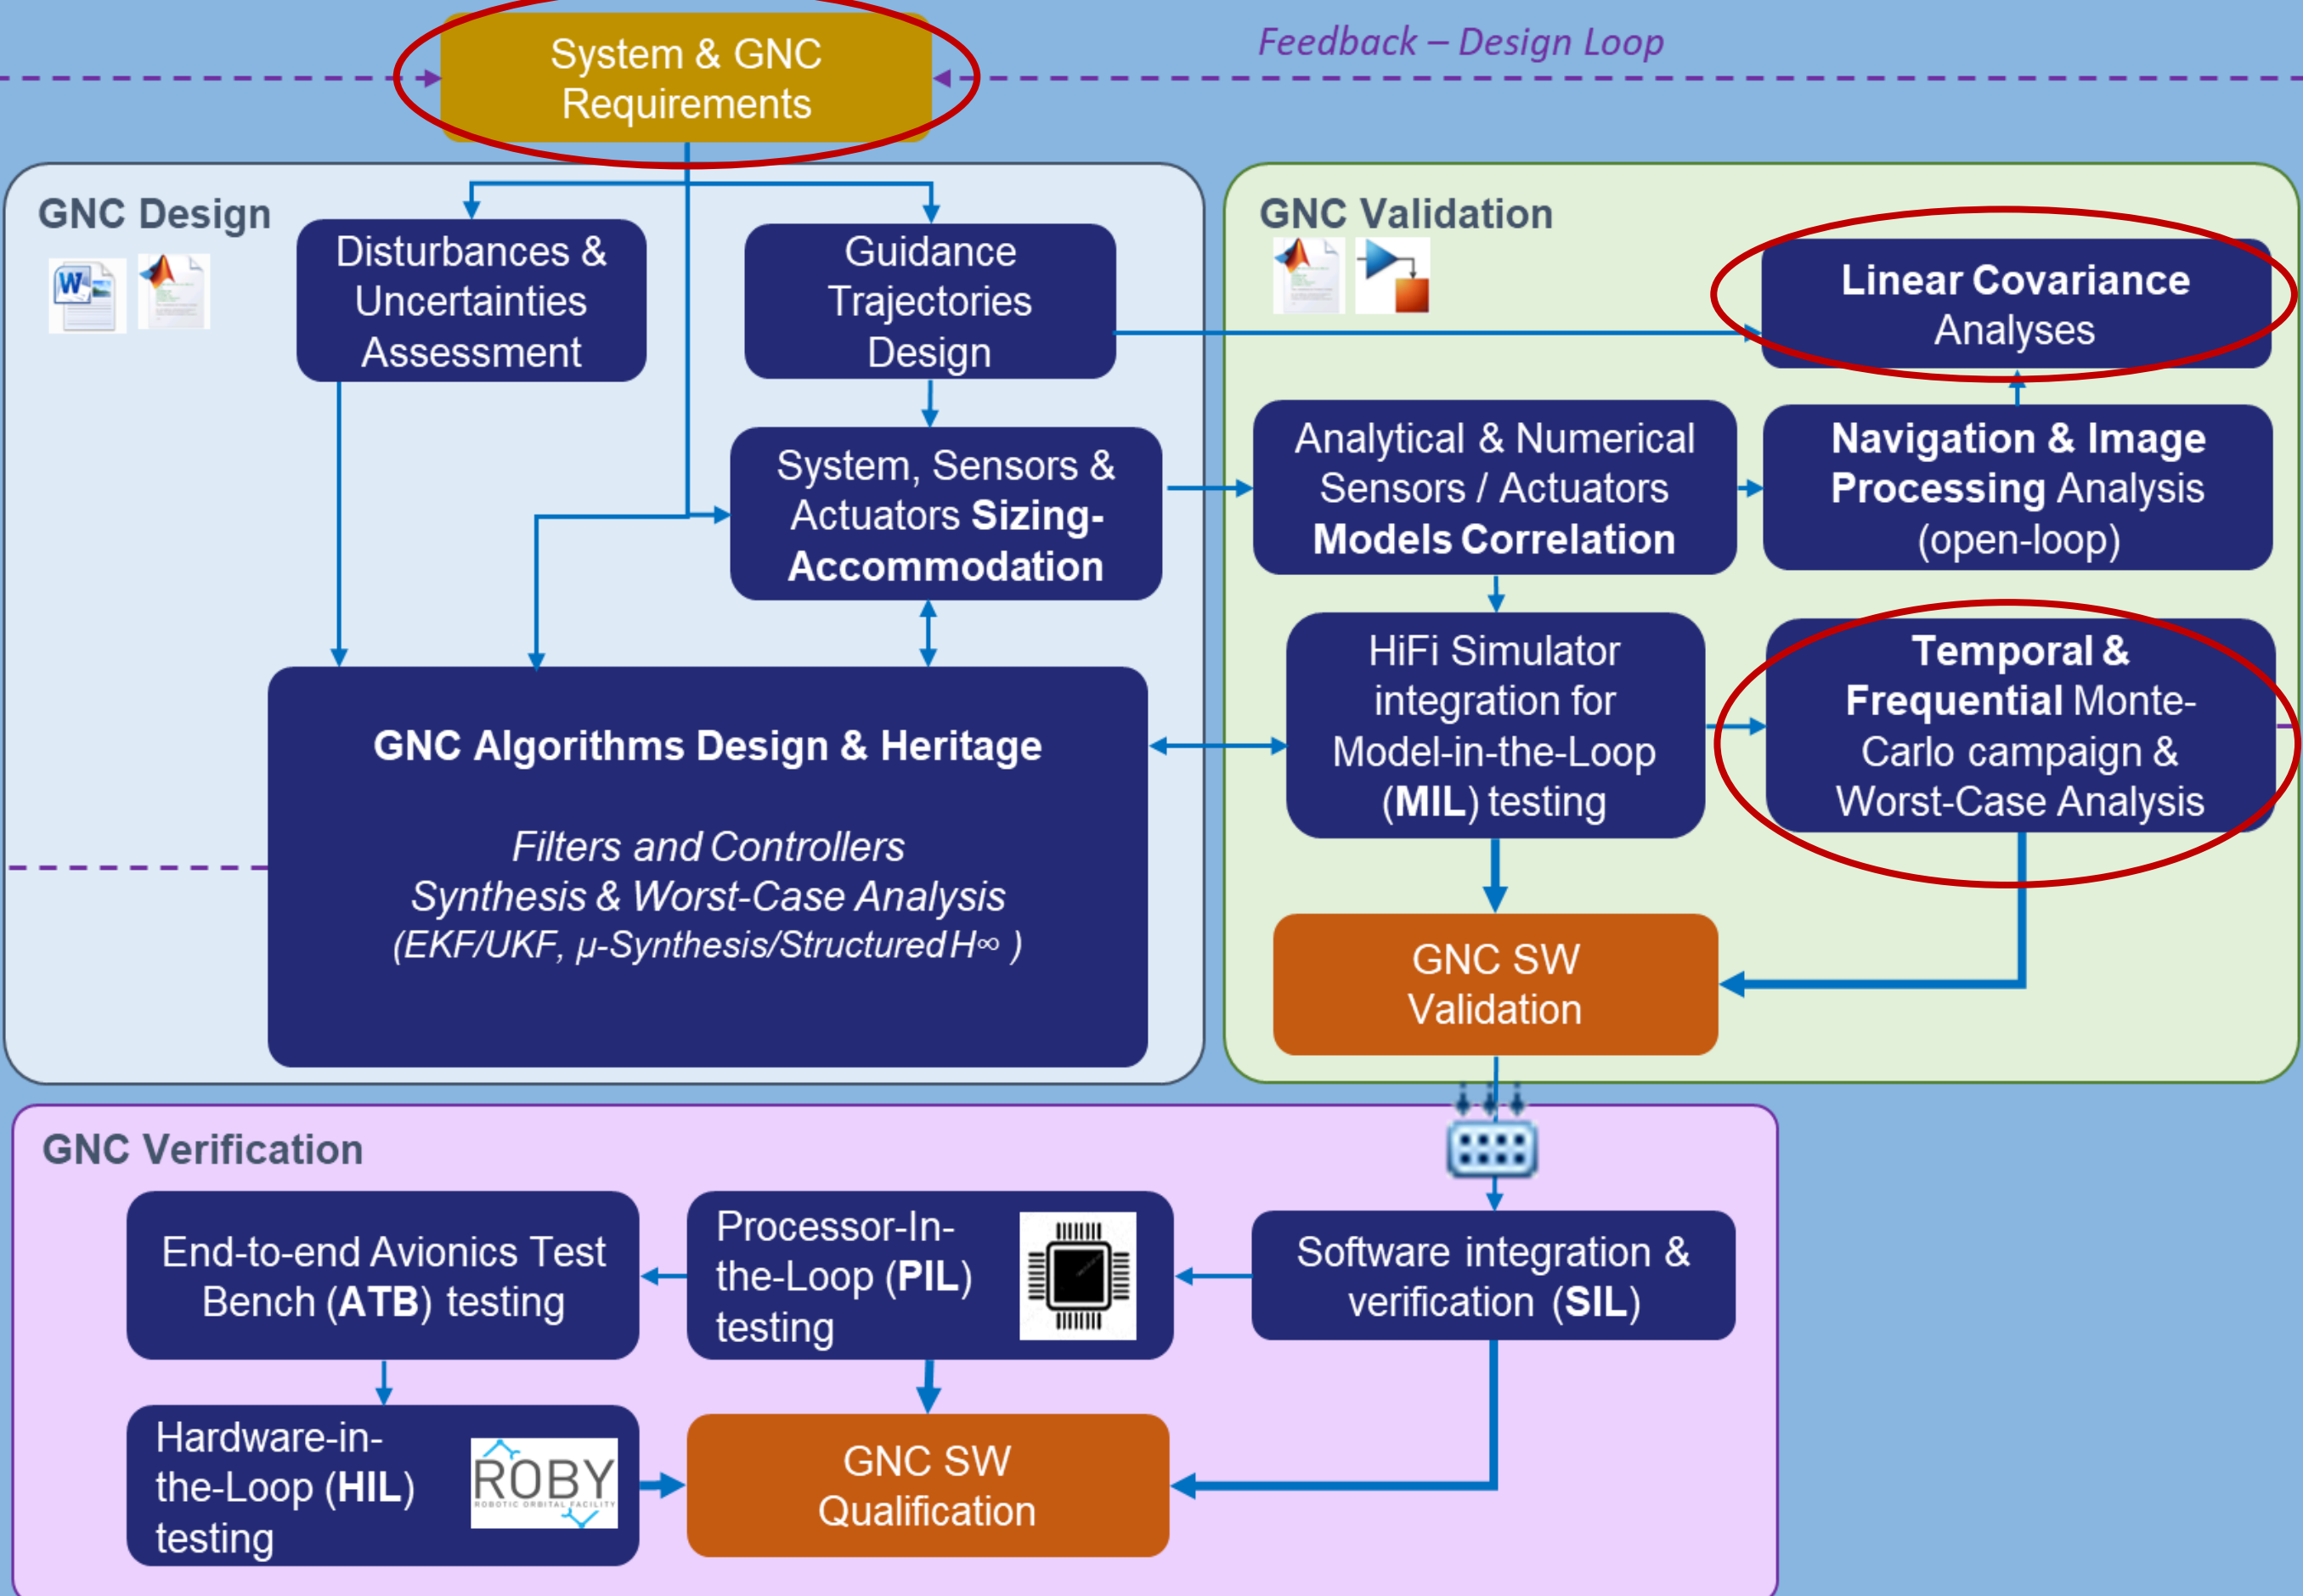 System & GNC
Requirements
Feedback – Design Loop
GNC Design
Disturbances &
Uncertainties
Assessment
Guidance
Trajectories
Design
System, Sensors &
Actuators Sizing-
Accommodation
GNC Algorithms Design & Heritage
Filters and Controllers
Synthesis & Worst-Case Analysis
(EKF/UKF, μ-Synthesis/Structured H∞ )
GNC Validation
Linear Covariance
Analyses
Analytical & Numerical
Sensors / Actuators
Models Correlation
Navigation & Image
Processing Analysis
(open-loop)
HiFi Simulator
integration for
Model-in-the-Loop
(MIL) testing
Temporal &
Frequential Monte-
Carlo campaign &
Worst-Case Analysis
GNC SW
Validation
GNC Verification
End-to-end Avionics Test
Bench (ATB) testing
Processor-In-
the-Loop (PIL)
testing
Software integration &
verification (SIL)
Hardware-in-
the-Loop (HIL)
testing
ROBY
ROBOTIC ORBITAL FACILITY
GNC SW
Qualification
W